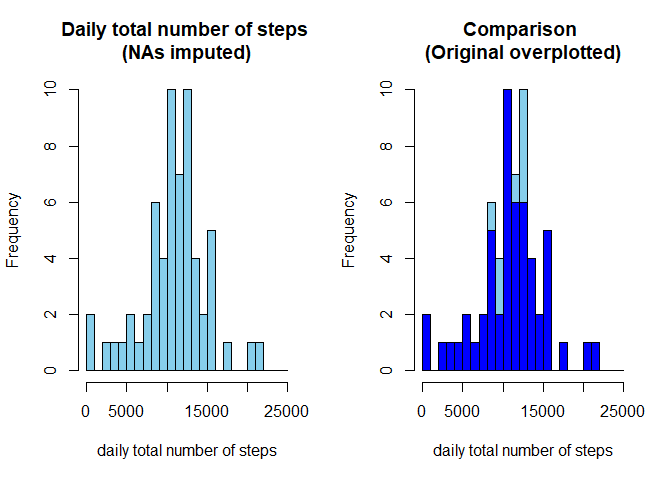 Daily total number of steps
(NAs imputed)
Frequency
10
8
6
4
2
0
0
5000
15000
25000
daily total number of steps
Comparison
(Original overplotted)
Frequency
10
8
6
4
2
0
0
5000
15000
25000
daily total number of steps